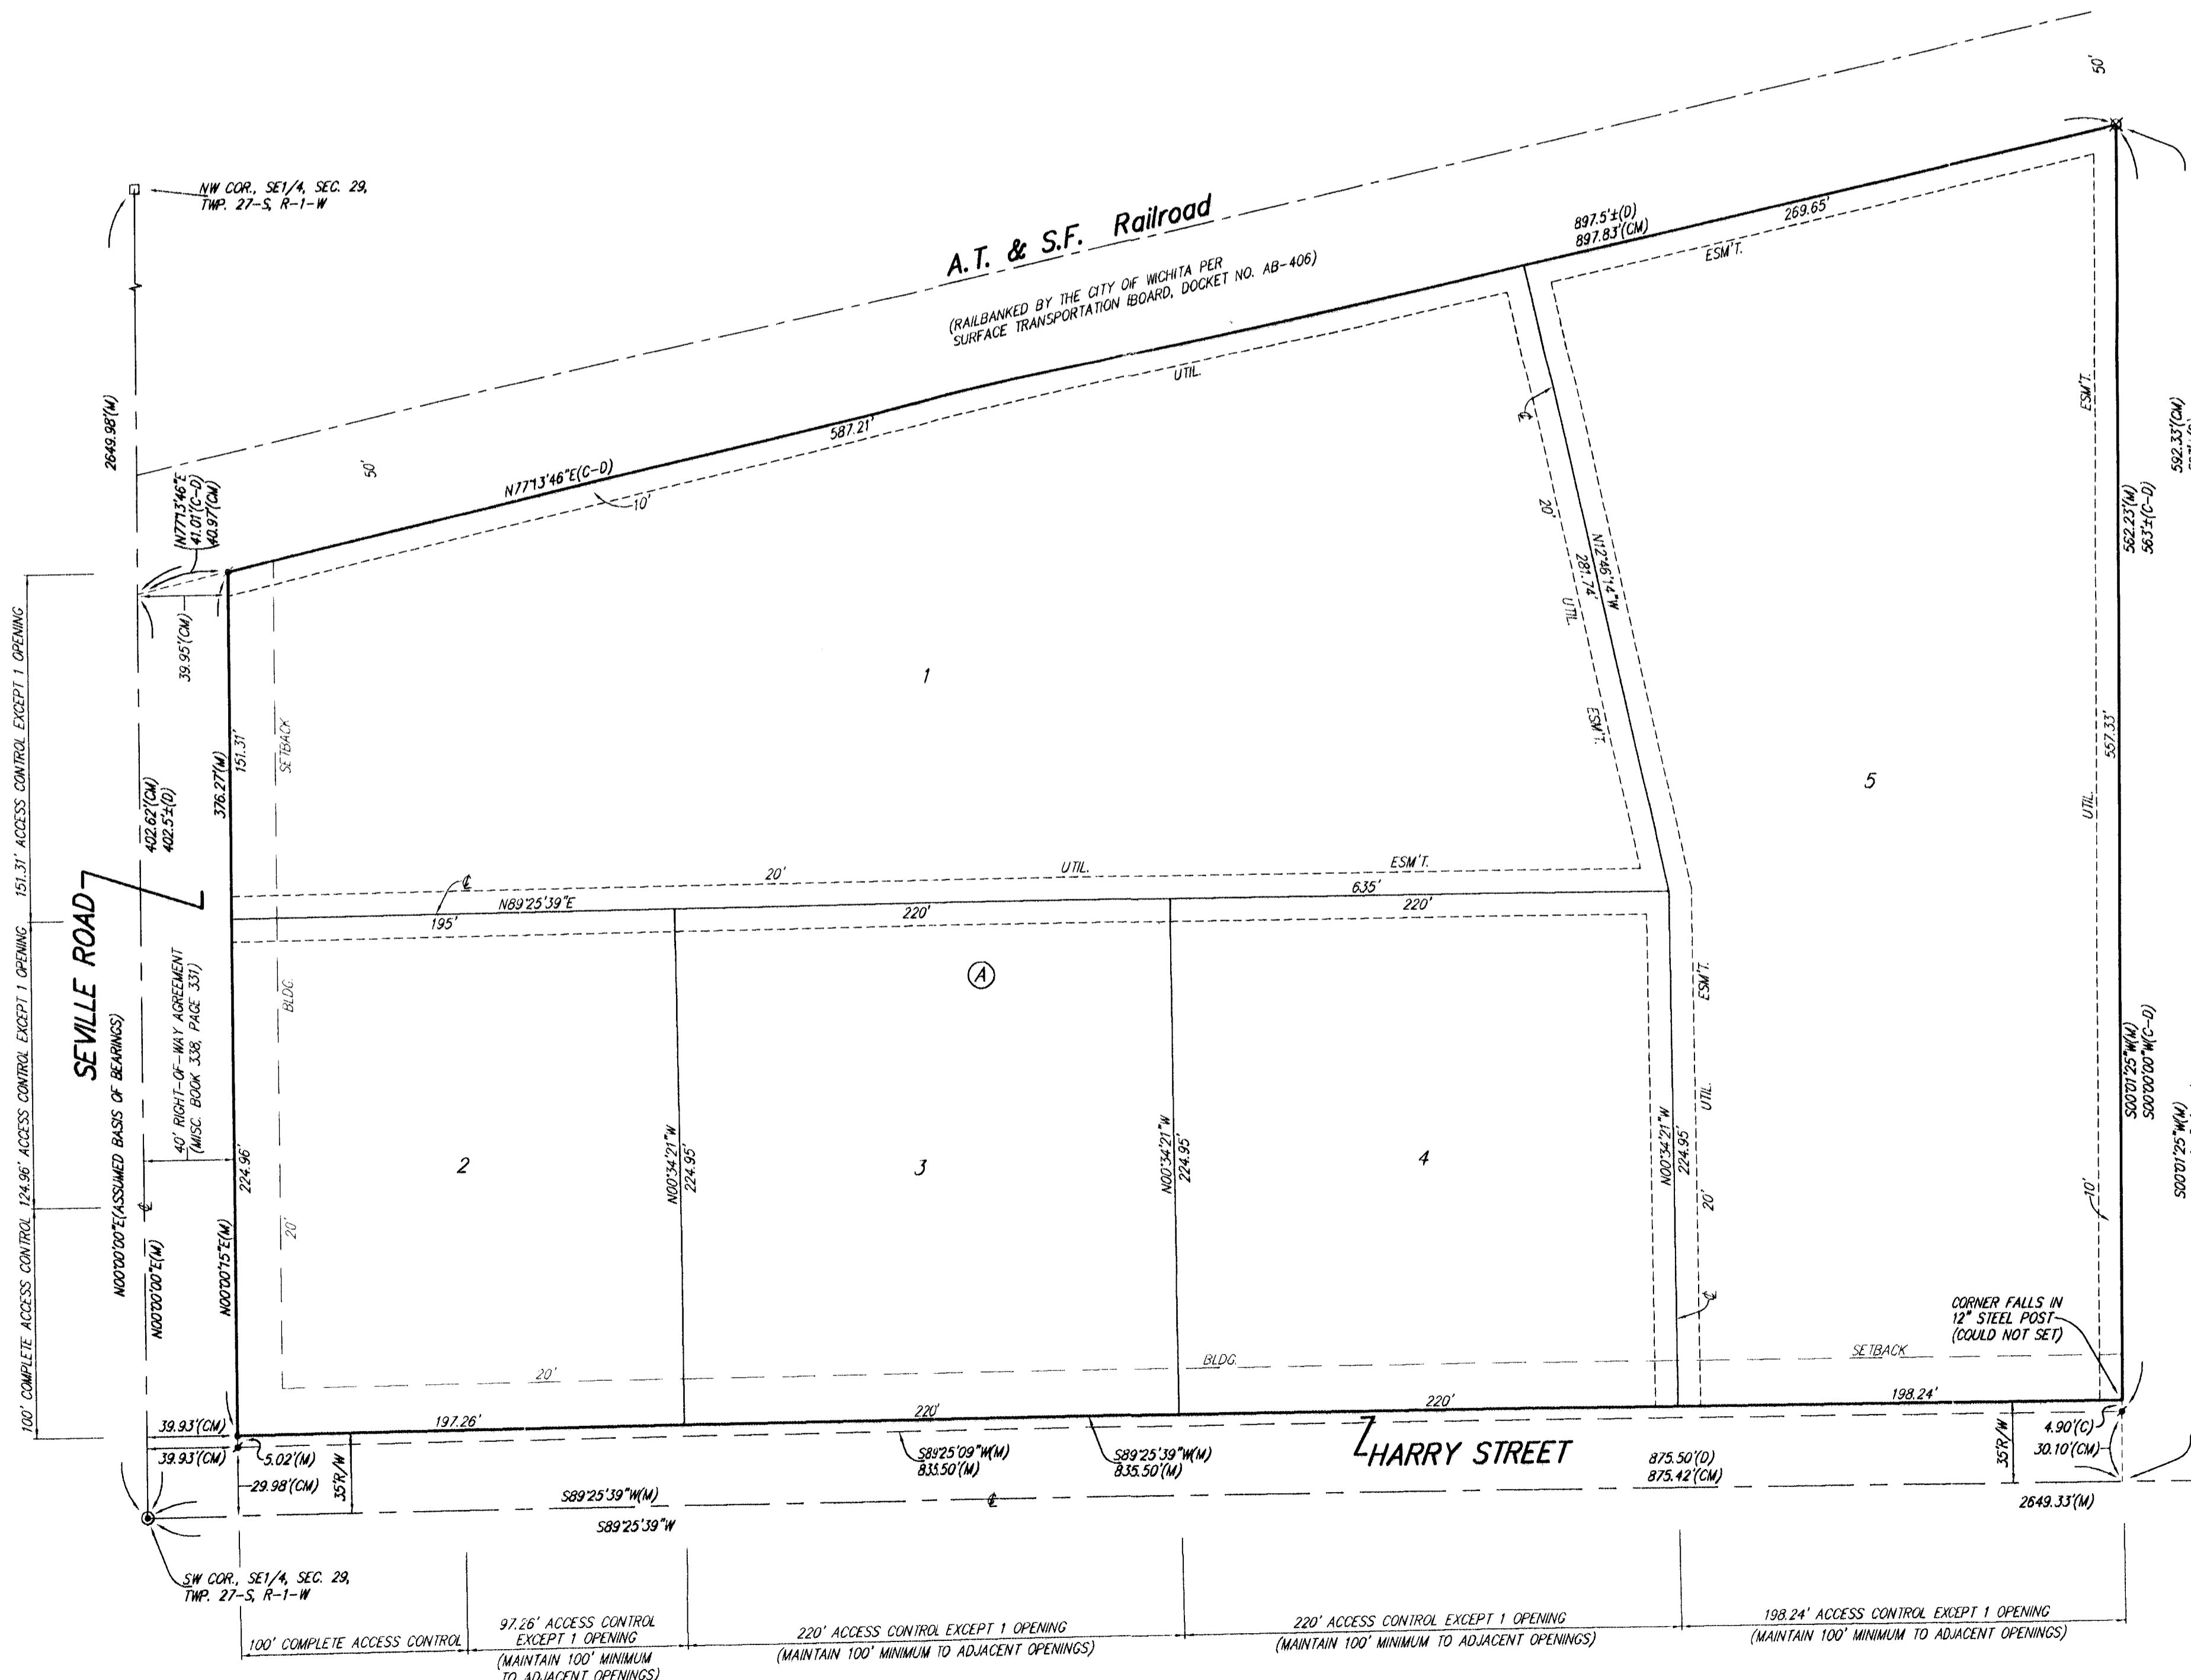 50'
NW COR., SE1/4, SEC. 29,
TWP. 27-S, R-1-W
A.T. & S.F. Railroad
(RAILBANKED BY THE CITY OF WICHITA PER
SURFACE TRANSPORTATION BOARD, DOCKET NO. AB-406)
897.5'±(D)
897.83'(CM)
269.65'
ESM'T.
UTIL.
587.21'
N77°13'46"E(C-D)
10'
50'
2649.98'(M)
N77°13'46"E
41.01'(C-D)
40.97'(CM)
39.95'(CM)
℄
20'
UTIL.
ESM'T.
N12°46'14"W
281.74'
ESM'T.
UTIL.
557.33'
562.23'(M)
563'±(C-D)
592.33'(CM)
1
5
151.31' ACCESS CONTROL EXCEPT 1 OPENING
124.96' ACCESS CONTROL EXCEPT 1 OPENING
100' COMPLETE ACCESS CONTROL
SETBACK
151.31'
376.27'(M)
402.62'(CM)
402.5'±(D)
SEVILLE ROAD
N00°00'00"E(ASSUMED BASIS OF BEARINGS)
40' RIGHT-OF-WAY AGREEMENT
(MISC. BOOK 338, PAGE 331)
20'
UTIL.
ESM'T.
℄
N89°25'39"E
635'
195'
220'
220'
A
BLDG.
ESM'T.
UTIL.
20'
224.96'
2
N00°34'21"W
224.95'
3
N00°34'21"W
224.95'
4
N00°34'21"W
224.95'
S00°01'25"W(M)
S00°00'00"W(C-D)
S00°01'25"W(M)
10'
℄
N00°00'00"E(M)
N00°00'15"E(M)
20'
℄
CORNER FALLS IN
12" STEEL POST
(COULD NOT SET)
20'
BLDG.
SETBACK
39.93'(CM)
197.26'
220'
220'
198.24'
39.93'(CM)
5.02'(M)
29.98'(CM)
35'R/W
S89°25'09"W(M)
835.50'(M)
S89°25'39"W(M)
835.50'(M)
HARRY STREET
875.50'(D)
875.42'(CM)
35'R/W
4.90'(C)
30.10'(CM)
S89°25'39"W(M)
℄
2649.33'(M)
S89°25'39"W
SW COR., SE1/4, SEC. 29,
TWP. 27-S, R-1-W
100' COMPLETE ACCESS CONTROL
97.26' ACCESS CONTROL
EXCEPT 1 OPENING
(MAINTAIN 100' MINIMUM
TO ADJACENT OPENINGS)
220' ACCESS CONTROL EXCEPT 1 OPENING
(MAINTAIN 100' MINIMUM TO ADJACENT OPENINGS)
220' ACCESS CONTROL EXCEPT 1 OPENING
(MAINTAIN 100' MINIMUM TO ADJACENT OPENINGS)
198.24' ACCESS CONTROL EXCEPT 1 OPENING
(MAINTAIN 100' MINIMUM TO ADJACENT OPENINGS)